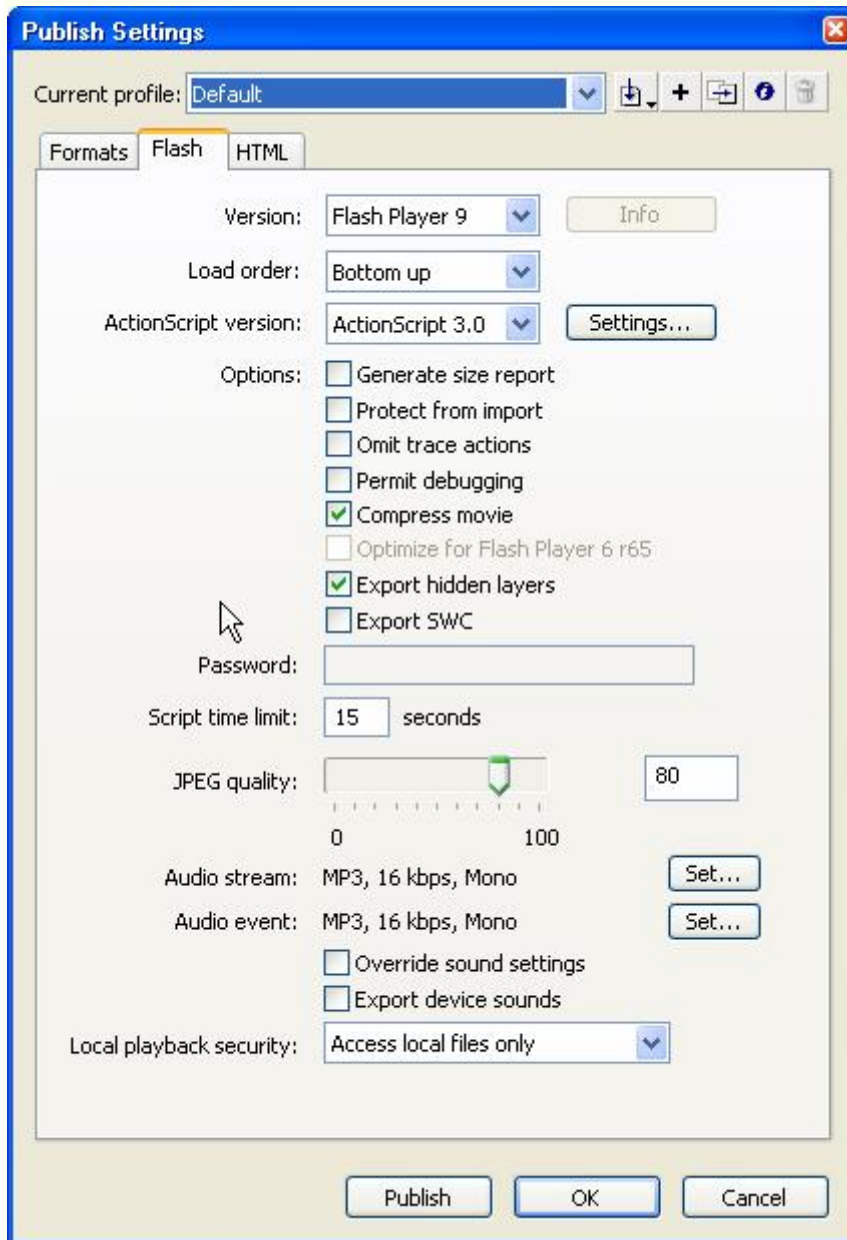 Publish Settings
Current profile: Default
Formats Flash HTML
Version: Flash Player 9 Info
Load order: Bottom up
ActionScript version: ActionScript 3.0 Settings...
Options: Generate size report
Protect from import
Omit trace actions
Permit debugging
Compress movie
Optimize for Flash Player 6 r65
Export hidden layers
Export SWC
Password:
Script time limit: 15 seconds
JPEG quality: 80
0 100
Audio stream: MP3, 16 kbps, Mono Set...
Audio event: MP3, 16 kbps, Mono Set...
Override sound settings
Export device sounds
Local playback security: Access local files only
Publish OK Cancel